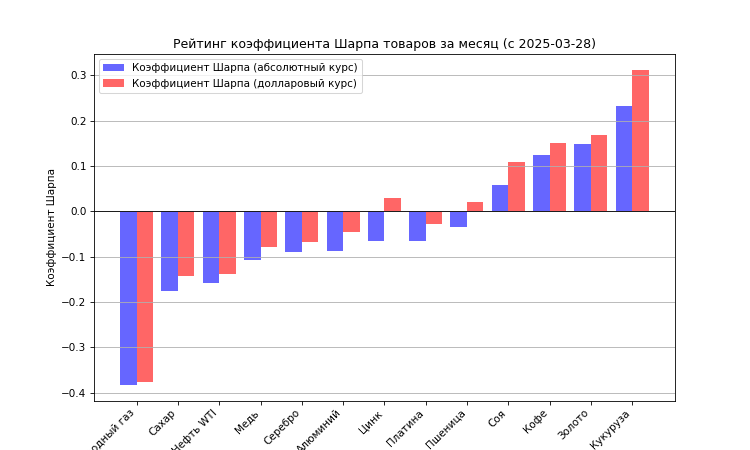 Рейтинг коэффициента Шарпа товаров за месяц (с 2025-03-28)
Коэффициент Шарпа (абсолютный курс)
Коэффициент Шарпа (долларовый курс)
Коэффициент Шарпа
0.3
0.2
0.1
0.0
−0.1
−0.2
−0.3
−0.4
газ
Сахар
Нефть WTI
Медь
Серебро
Алюминий
Цинк
Платина
Пшеница
Соя
Кофе
Золото
Кукуруза